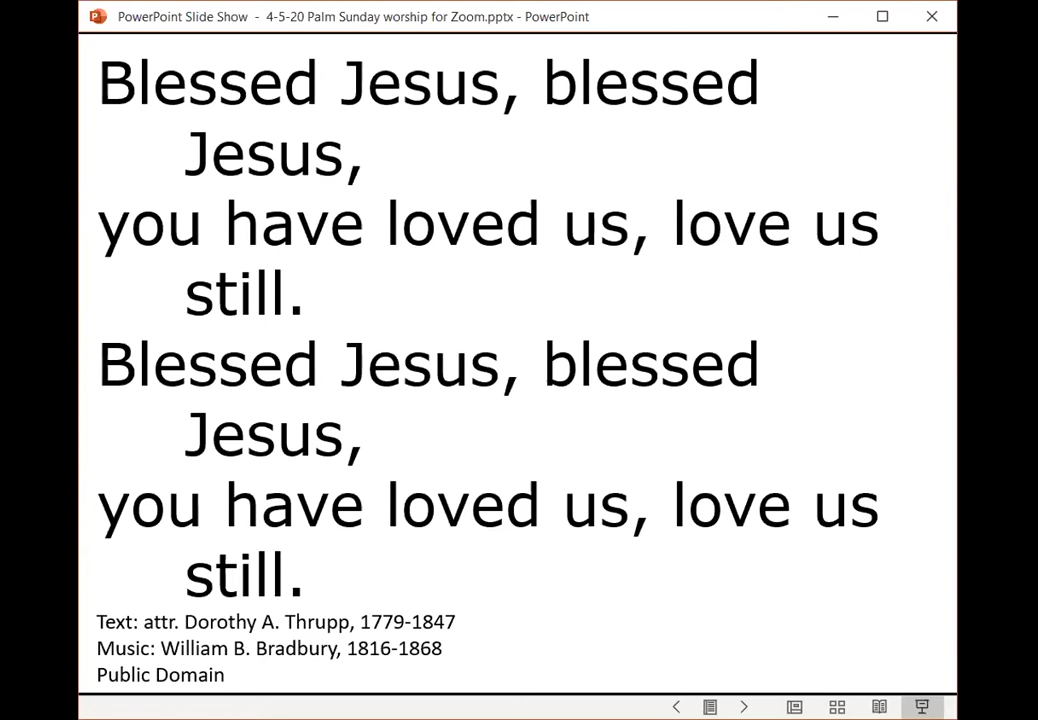 PowerPoint Slide Show - 4-5-20 Palm Sunday worship for Zoom.pptx - PowerPoint
Blessed Jesus, blessed
Jesus,
you have loved us, love us
still.
Blessed Jesus, blessed
Jesus,
you have loved us, love us
still.
Text: attr. Dorothy A. Thrupp, 1779-1847
Music: William B. Bradbury, 1816-1868
Public Domain